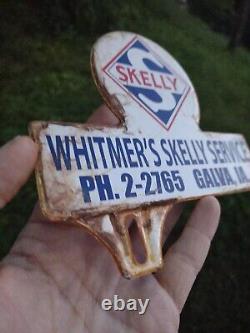 SKELLY
S
WHITMER'S SKELLY SERVICE
PH. 2-2765 GALVA, IA.